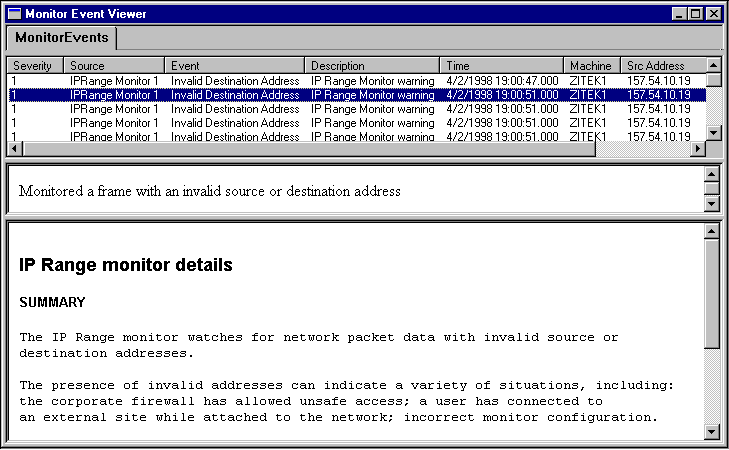 Monitor Event Viewer
MonitorEvents
Severity Source Event Description Time Machine Src Address
1 IPRange Monitor 1 Invalid Destination Address IP Range Monitor warning 4/2/1998 19:00:47.000 ZITEK1 157.54.10.19
1 IPRange Monitor 1 Invalid Destination Address IP Range Monitor warning 4/2/1998 19:00:51.000 ZITEK1 157.54.10.19
1 IPRange Monitor 1 Invalid Destination Address IP Range Monitor warning 4/2/1998 19:00:51.000 ZITEK1 157.54.10.19
1 IPRange Monitor 1 Invalid Destination Address IP Range Monitor warning 4/2/1998 19:00:51.000 ZITEK1 157.54.10.19
1 IPRange Monitor 1 Invalid Destination Address IP Range Monitor warning 4/2/1998 19:00:51.000 ZITEK1 157.54.10.19
Monitored a frame with an invalid source or destination address
IP Range monitor details
SUMMARY
The IP Range monitor watches for network packet data with invalid source or
destination addresses.
The presence of invalid addresses can indicate a variety of situations, including:
the corporate firewall has allowed unsafe access; a user has connected to
an external site while attached to the network; incorrect monitor configuration.